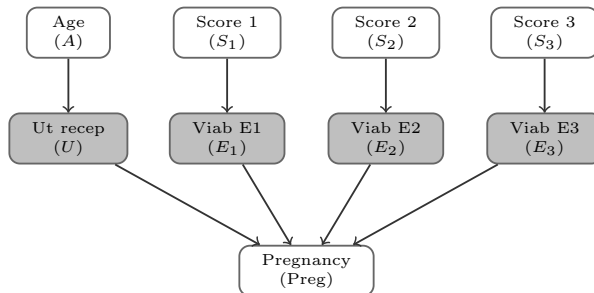 Age
(A)
Score 1
(S₁)
Score 2
(S₂)
Score 3
(S₃)
Ut recep
(U)
Viab E1
(E₁)
Viab E2
(E₂)
Viab E3
(E₃)
Pregnancy
(Preg)